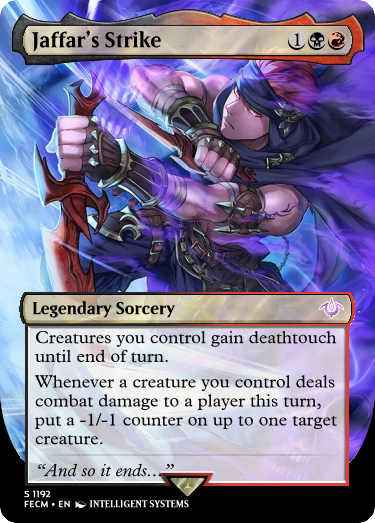 Jaffar's Strike 1
Legendary Sorcery
Creatures you control gain deathtouch
until end of turn.
Whenever a creature you control deals
combat damage to a player this turn,
put a -1/-1 counter on up to one target
creature.
“And so it ends…”
S 1192
FECM • EN INTELLIGENT SYSTEMS